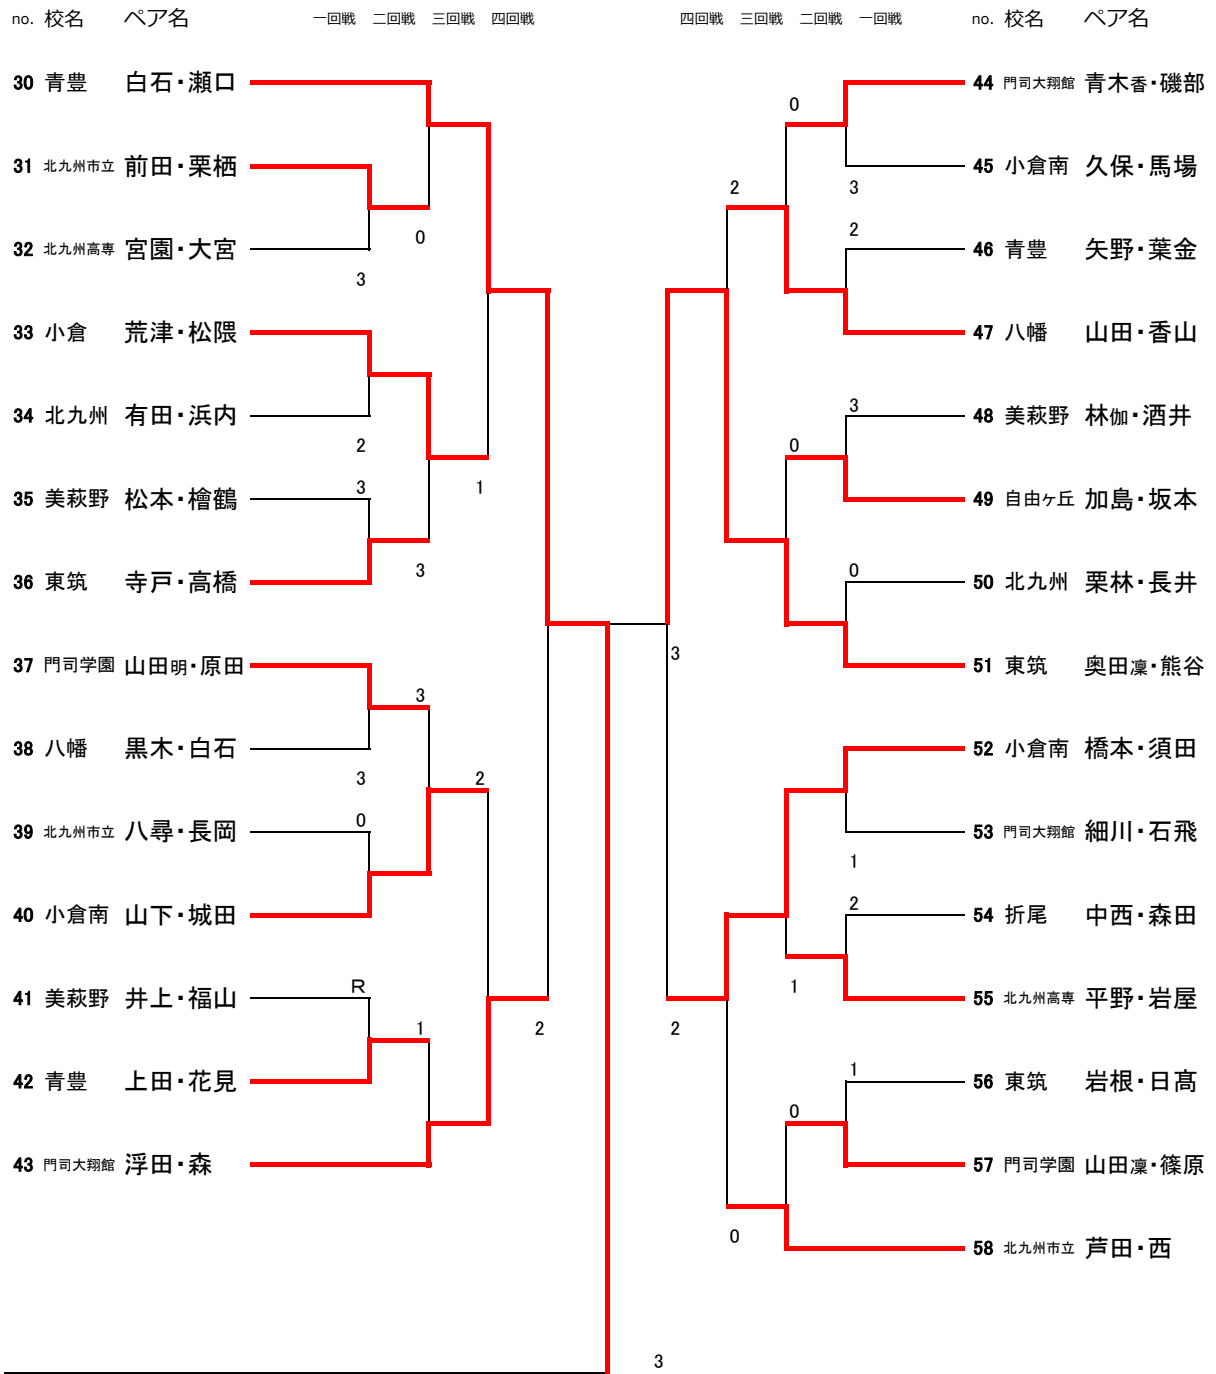 no. 校名 ペア名 一回戦 二回戦 三回戦 四回戦 四回戦 三回戦 二回戦 一回戦 no. 校名 ペア名
30 青豊 白石・瀬口 44 門司大翔館 青木香・磯部
0
31 北九州市立 前田・栗栖 45 小倉南 久保・馬場
2 3
0 2
32 北九州高専 宮園・大宮 46 青豊 矢野・葉金
3
33 小倉 荒津・松隈 47 八幡 山田・香山
3
34 北九州 有田・浜内 48 美萩野 林伽・酒井
2 0
3 1
35 美萩野 松本・檜鶴 49 自由ヶ丘 加島・坂本
3 0
36 東筑 寺戸・高橋 50 北九州 栗林・長井
3
37 門司学園 山田明・原田 51 東筑 奥田凜・熊谷
3
38 八幡 黒木・白石 52 小倉南 橋本・須田
3 2
0
39 北九州市立 八尋・長岡 53 門司大翔館 細川・石飛
1
2
40 小倉南 山下・城田 54 折尾 中西・森田
R 1
41 美萩野 井上・福山 55 北九州高専 平野・岩屋
1 2 2
1
42 青豊 上田・花見 56 東筑 岩根・日髙
0
43 門司大翔館 浮田・森 57 門司学園 山田凜・篠原
0
58 北九州市立 芦田・西
3